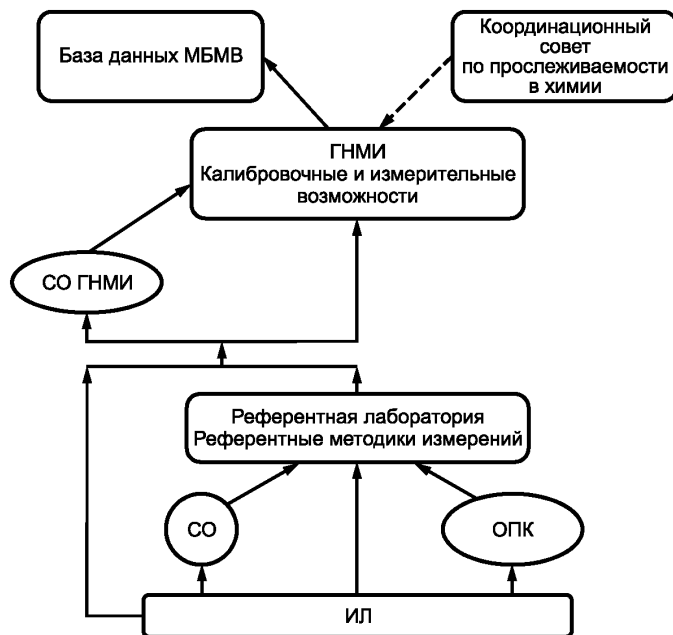 База данных МБМВ
Координационный
совет
по прослеживаемости
в химии
ГНМИ
Калибровочные и измерительные
возможности
СО ГНМИ
Референтная лаборатория
Референтные методики измерений
СО
ОПК
ИЛ